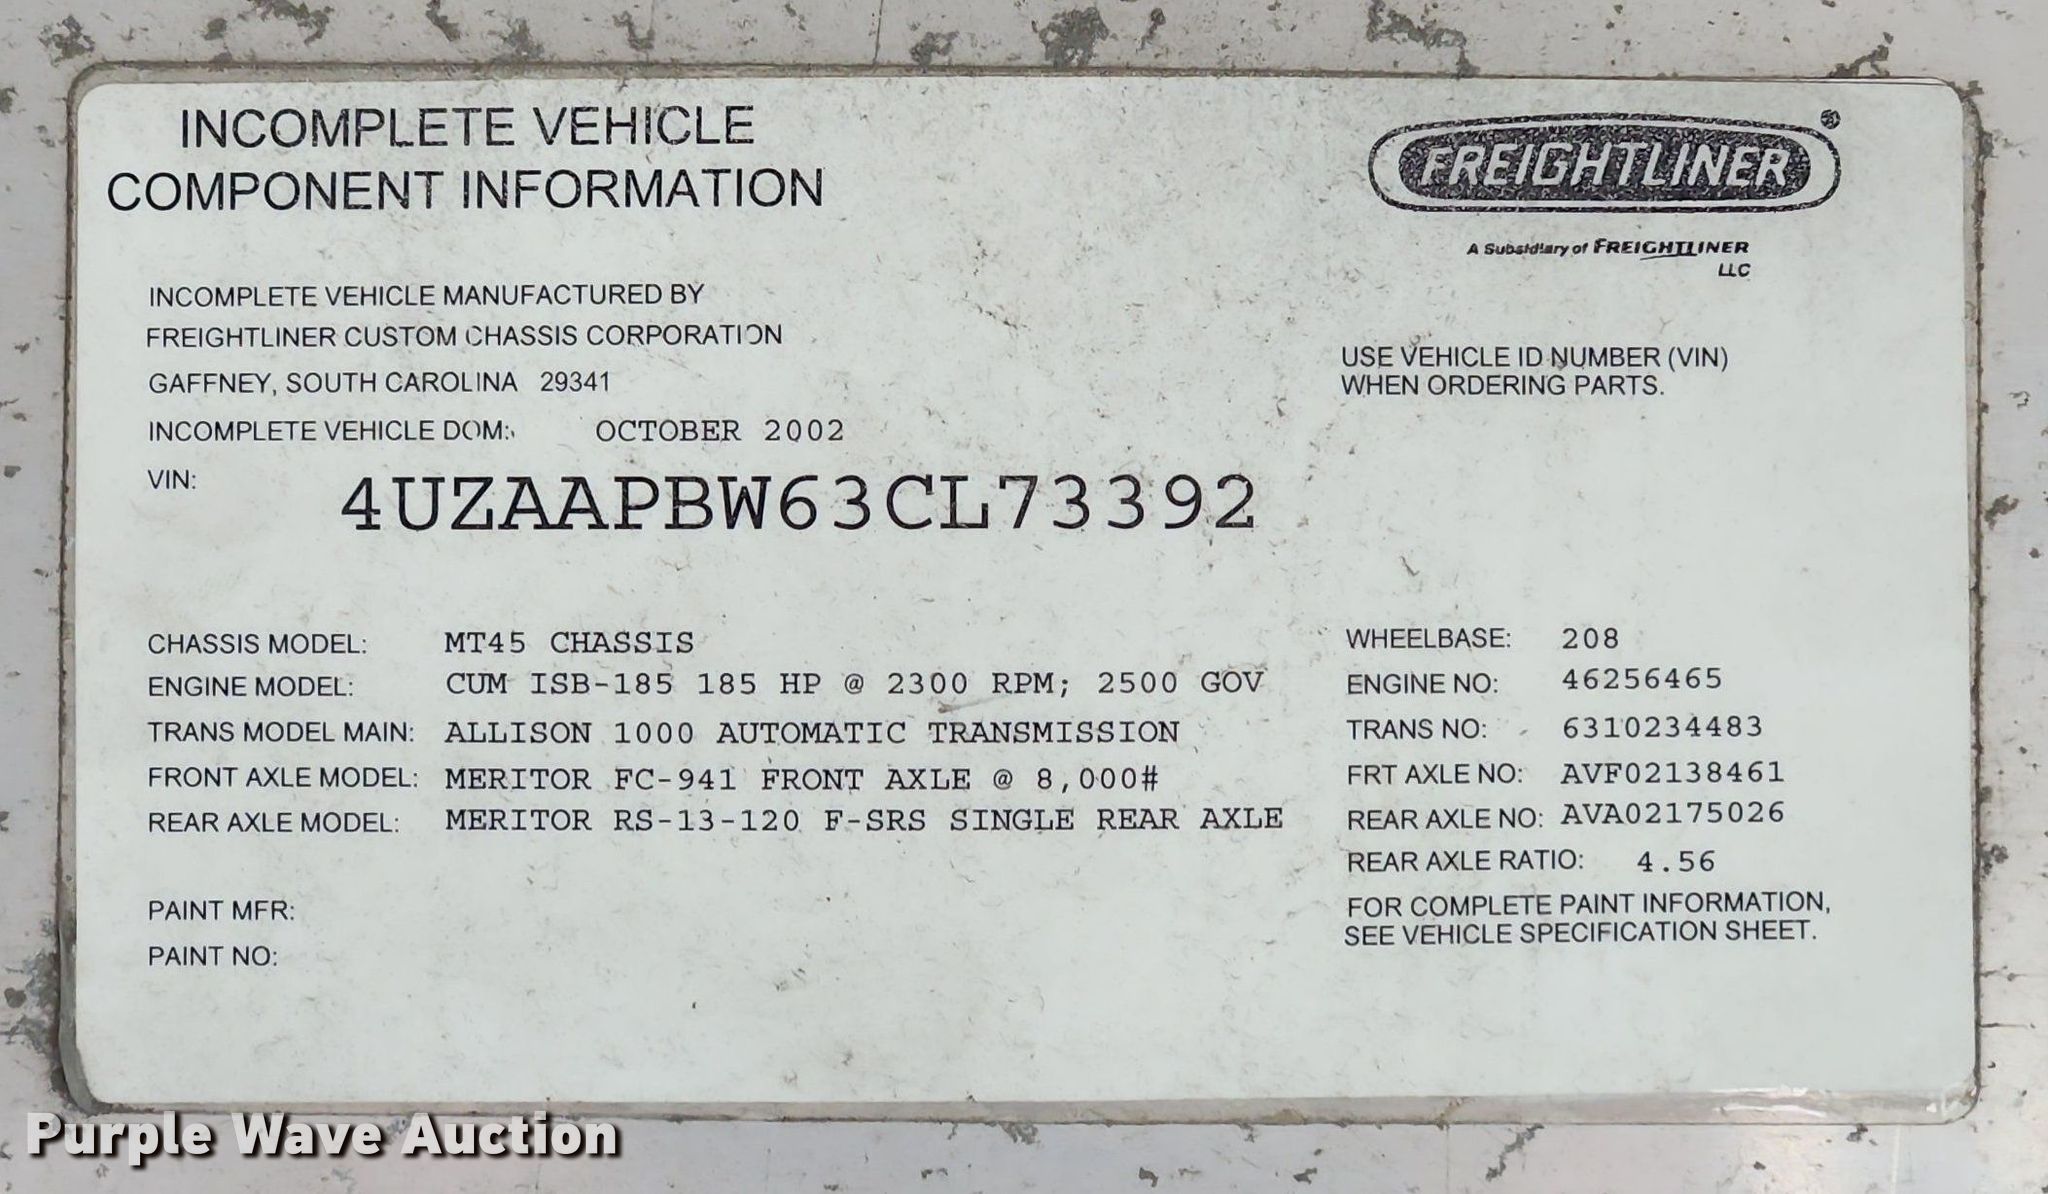 INCOMPLETE VEHICLE
COMPONENT INFORMATION
FREIGHTLINER®
A Subsidiary of FREIGHTLINER
LLC
INCOMPLETE VEHICLE MANUFACTURED BY
FREIGHTLINER CUSTOM CHASSIS CORPORATION
GAFFNEY, SOUTH CAROLINA 29341
INCOMPLETE VEHICLE DOM: OCTOBER 2002
USE VEHICLE ID NUMBER (VIN)
WHEN ORDERING PARTS.
VIN: 4UZAAPBW63CL73392
CHASSIS MODEL: MT45 CHASSIS
ENGINE MODEL: CUM ISB-185 185 HP @ 2300 RPM; 2500 GOV
TRANS MODEL MAIN: ALLISON 1000 AUTOMATIC TRANSMISSION
FRONT AXLE MODEL: MERITOR FC-941 FRONT AXLE @ 8,000#
REAR AXLE MODEL: MERITOR RS-13-120 F-SRS SINGLE REAR AXLE
PAINT MFR:
PAINT NO:
WHEELBASE: 208
ENGINE NO: 46256465
TRANS NO: 6310234483
FRT AXLE NO: AVF02138461
REAR AXLE NO: AVA02175026
REAR AXLE RATIO: 4.56
FOR COMPLETE PAINT INFORMATION,
SEE VEHICLE SPECIFICATION SHEET.
Purple Wave Auction